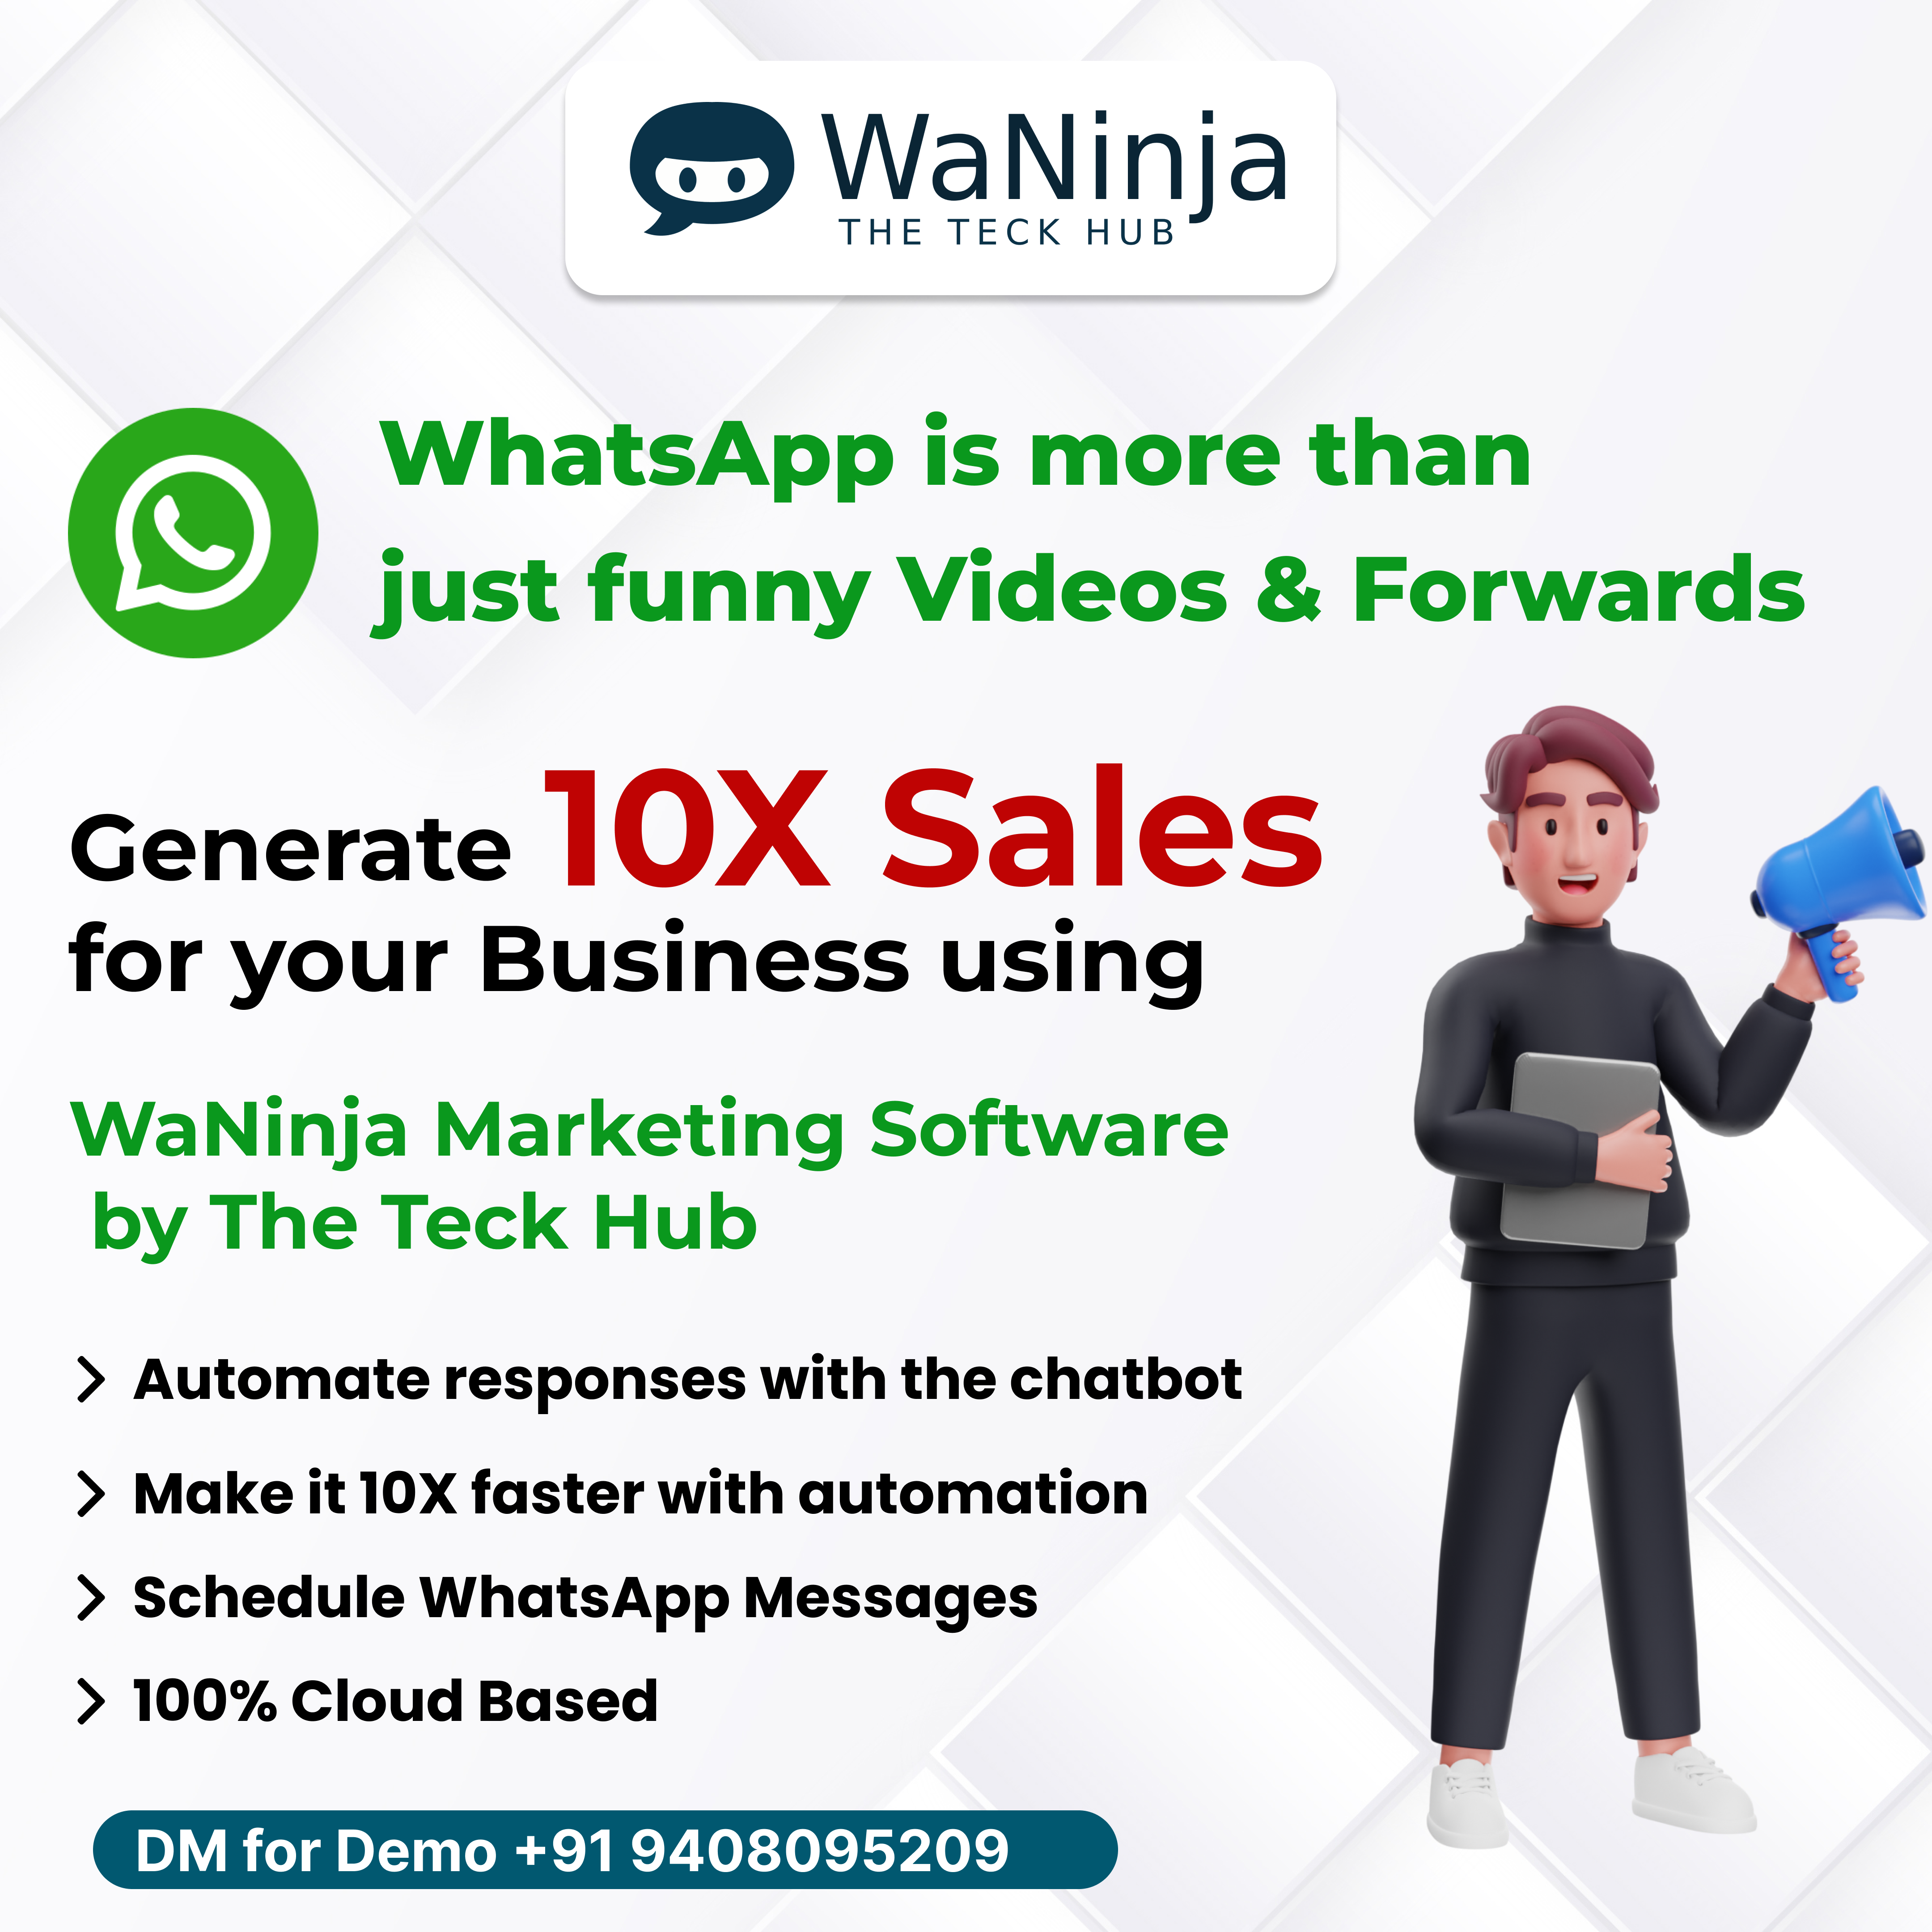 WaNinja
THE TECK HUB
WhatsApp is more than
just funny Videos & Forwards
Generate 10X Sales
for your Business using
WaNinja Marketing Software
by The Teck Hub
Automate responses with the chatbot
Make it 10X faster with automation
Schedule WhatsApp Messages
100% Cloud Based
DM for Demo +91 9408095209